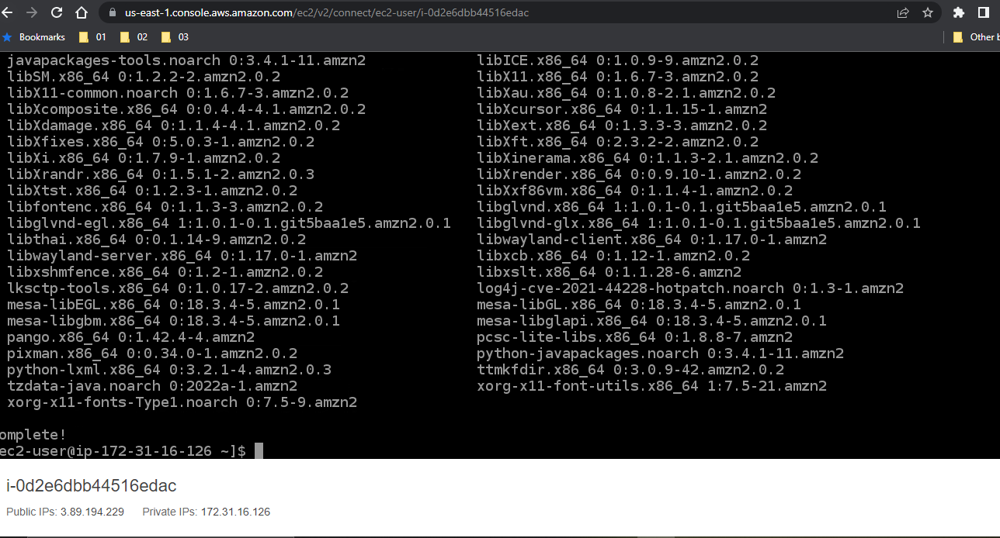 us-east-1.console.aws.amazon.com/ec2/v2/connect/ec2-user/i-0d2e6dbb44516edac
Bookmarks 01 02 03 Other b
javapackages-tools.noarch 0:3.4.1-11.amzn2 libICE.x86_64 0:1.0.9-9.amzn2.0.2
libSM.x86_64 0:1.2.2-2.amzn2.0.2 libX11.x86_64 0:1.6.7-3.amzn2.0.2
libX11-common.noarch 0:1.6.7-3.amzn2.0.2 libXau.x86_64 0:1.0.8-2.1.amzn2.0.2
libXcomposite.x86_64 0:0.4.4-4.1.amzn2.0.2 libXcursor.x86_64 0:1.1.15-1.amzn2
libXdamage.x86_64 0:1.1.4-4.1.amzn2.0.2 libXext.x86_64 0:1.3.3-3.amzn2.0.2
libXfixes.x86_64 0:5.0.3-1.amzn2.0.2 libXft.x86_64 0:2.3.2-2.amzn2.0.2
libXi.x86_64 0:1.7.9-1.amzn2.0.2 libXinerama.x86_64 0:1.1.3-2.1.amzn2.0.2
libXrandr.x86_64 0:1.5.1-2.amzn2.0.3 libXrender.x86_64 0:0.9.10-1.amzn2.0.2
libXtst.x86_64 0:1.2.3-1.amzn2.0.2 libXxf86vm.x86_64 0:1.1.4-1.amzn2.0.2
libfontenc.x86_64 0:1.1.3-3.amzn2.0.2 libglvnd.x86_64 1:1.0.1-0.1.git5baa1e5.amzn2.0.1
libglvnd-egl.x86_64 1:1.0.1-0.1.git5baa1e5.amzn2.0.1 libglvnd-glx.x86_64 1:1.0.1-0.1.git5baa1e5.amzn2.0.1
libthai.x86_64 0:0.1.14-9.amzn2.0.2 libwayland-client.x86_64 0:1.17.0-1.amzn2
libwayland-server.x86_64 0:1.17.0-1.amzn2 libxcb.x86_64 0:1.12-1.amzn2.0.2
libxshmfence.x86_64 0:1.2-1.amzn2.0.2 libxslt.x86_64 0:1.1.28-6.amzn2
lksctp-tools.x86_64 0:1.0.17-2.amzn2.0.2 log4j-cve-2021-44228-hotpatch.noarch 0:1.3-1.amzn2
mesa-libEGL.x86_64 0:18.3.4-5.amzn2.0.1 mesa-libGL.x86_64 0:18.3.4-5.amzn2.0.1
mesa-libgbm.x86_64 0:18.3.4-5.amzn2.0.1 mesa-libglapi.x86_64 0:18.3.4-5.amzn2.0.1
pango.x86_64 0:1.42.4-4.amzn2 pcsc-lite-libs.x86_64 0:1.8.8-7.amzn2
pixman.x86_64 0:0.34.0-1.amzn2.0.2 python-javapackages.noarch 0:3.4.1-11.amzn2
python-lxml.x86_64 0:3.2.1-4.amzn2.0.3 ttmkfdir.x86_64 0:3.0.9-42.amzn2.0.2
tzdata-java.noarch 0:2022a-1.amzn2 xorg-x11-font-utils.x86_64 1:7.5-21.amzn2
xorg-x11-fonts-Type1.noarch 0:7.5-9.amzn2
omplete!
ec2-user@ip-172-31-16-126 ~]$
i-0d2e6dbb44516edac
Public IPs: 3.89.194.229 Private IPs: 172.31.16.126